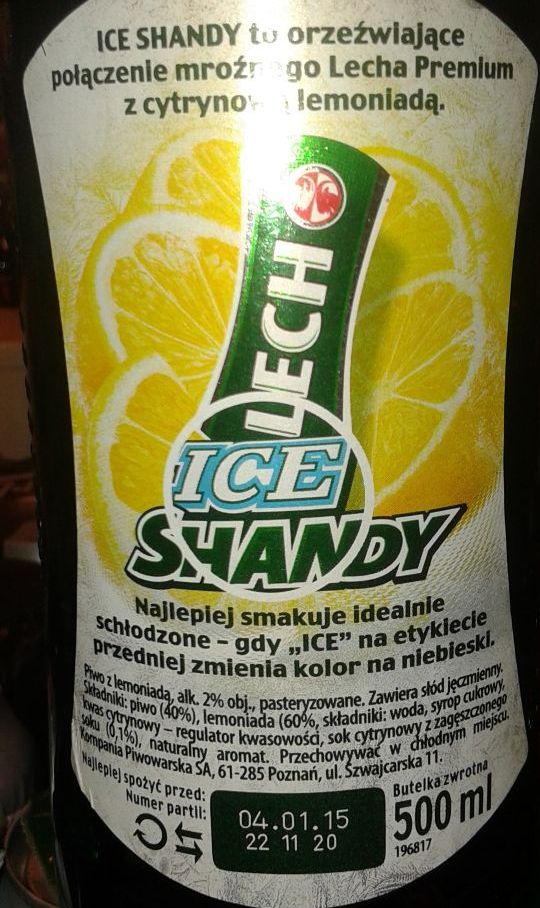 ICE SHANDY to orzeźwiające
połączenie mroźnego Lecha Premium
z cytrynową lemoniadą.
LECH
ICE
SHANDY
Najlepiej smakuje idealnie
schłodzone – gdy „ICE” na etykiecie
przedniej zmienia kolor na niebieski.
Piwo z lemoniadą, alk. 2% obj., pasteryzowane. Zawiera słód jęczmienny.
Składniki: piwo (40%), lemoniada (60%, składniki: woda, syrop cukrowy,
kwas cytrynowy – regulator kwasowości, sok cytrynowy z zagęszczonego
soku (0,1%), naturalny aromat. Przechowywać w chłodnym miejscu.
Kompania Piwowarska SA, 61-285 Poznań, ul. Szwajcarska 11.
Najlepiej spożyć przed:
Numer partii:
04.01.15
22 11 20
Butelka zwrotna
500 ml
196817